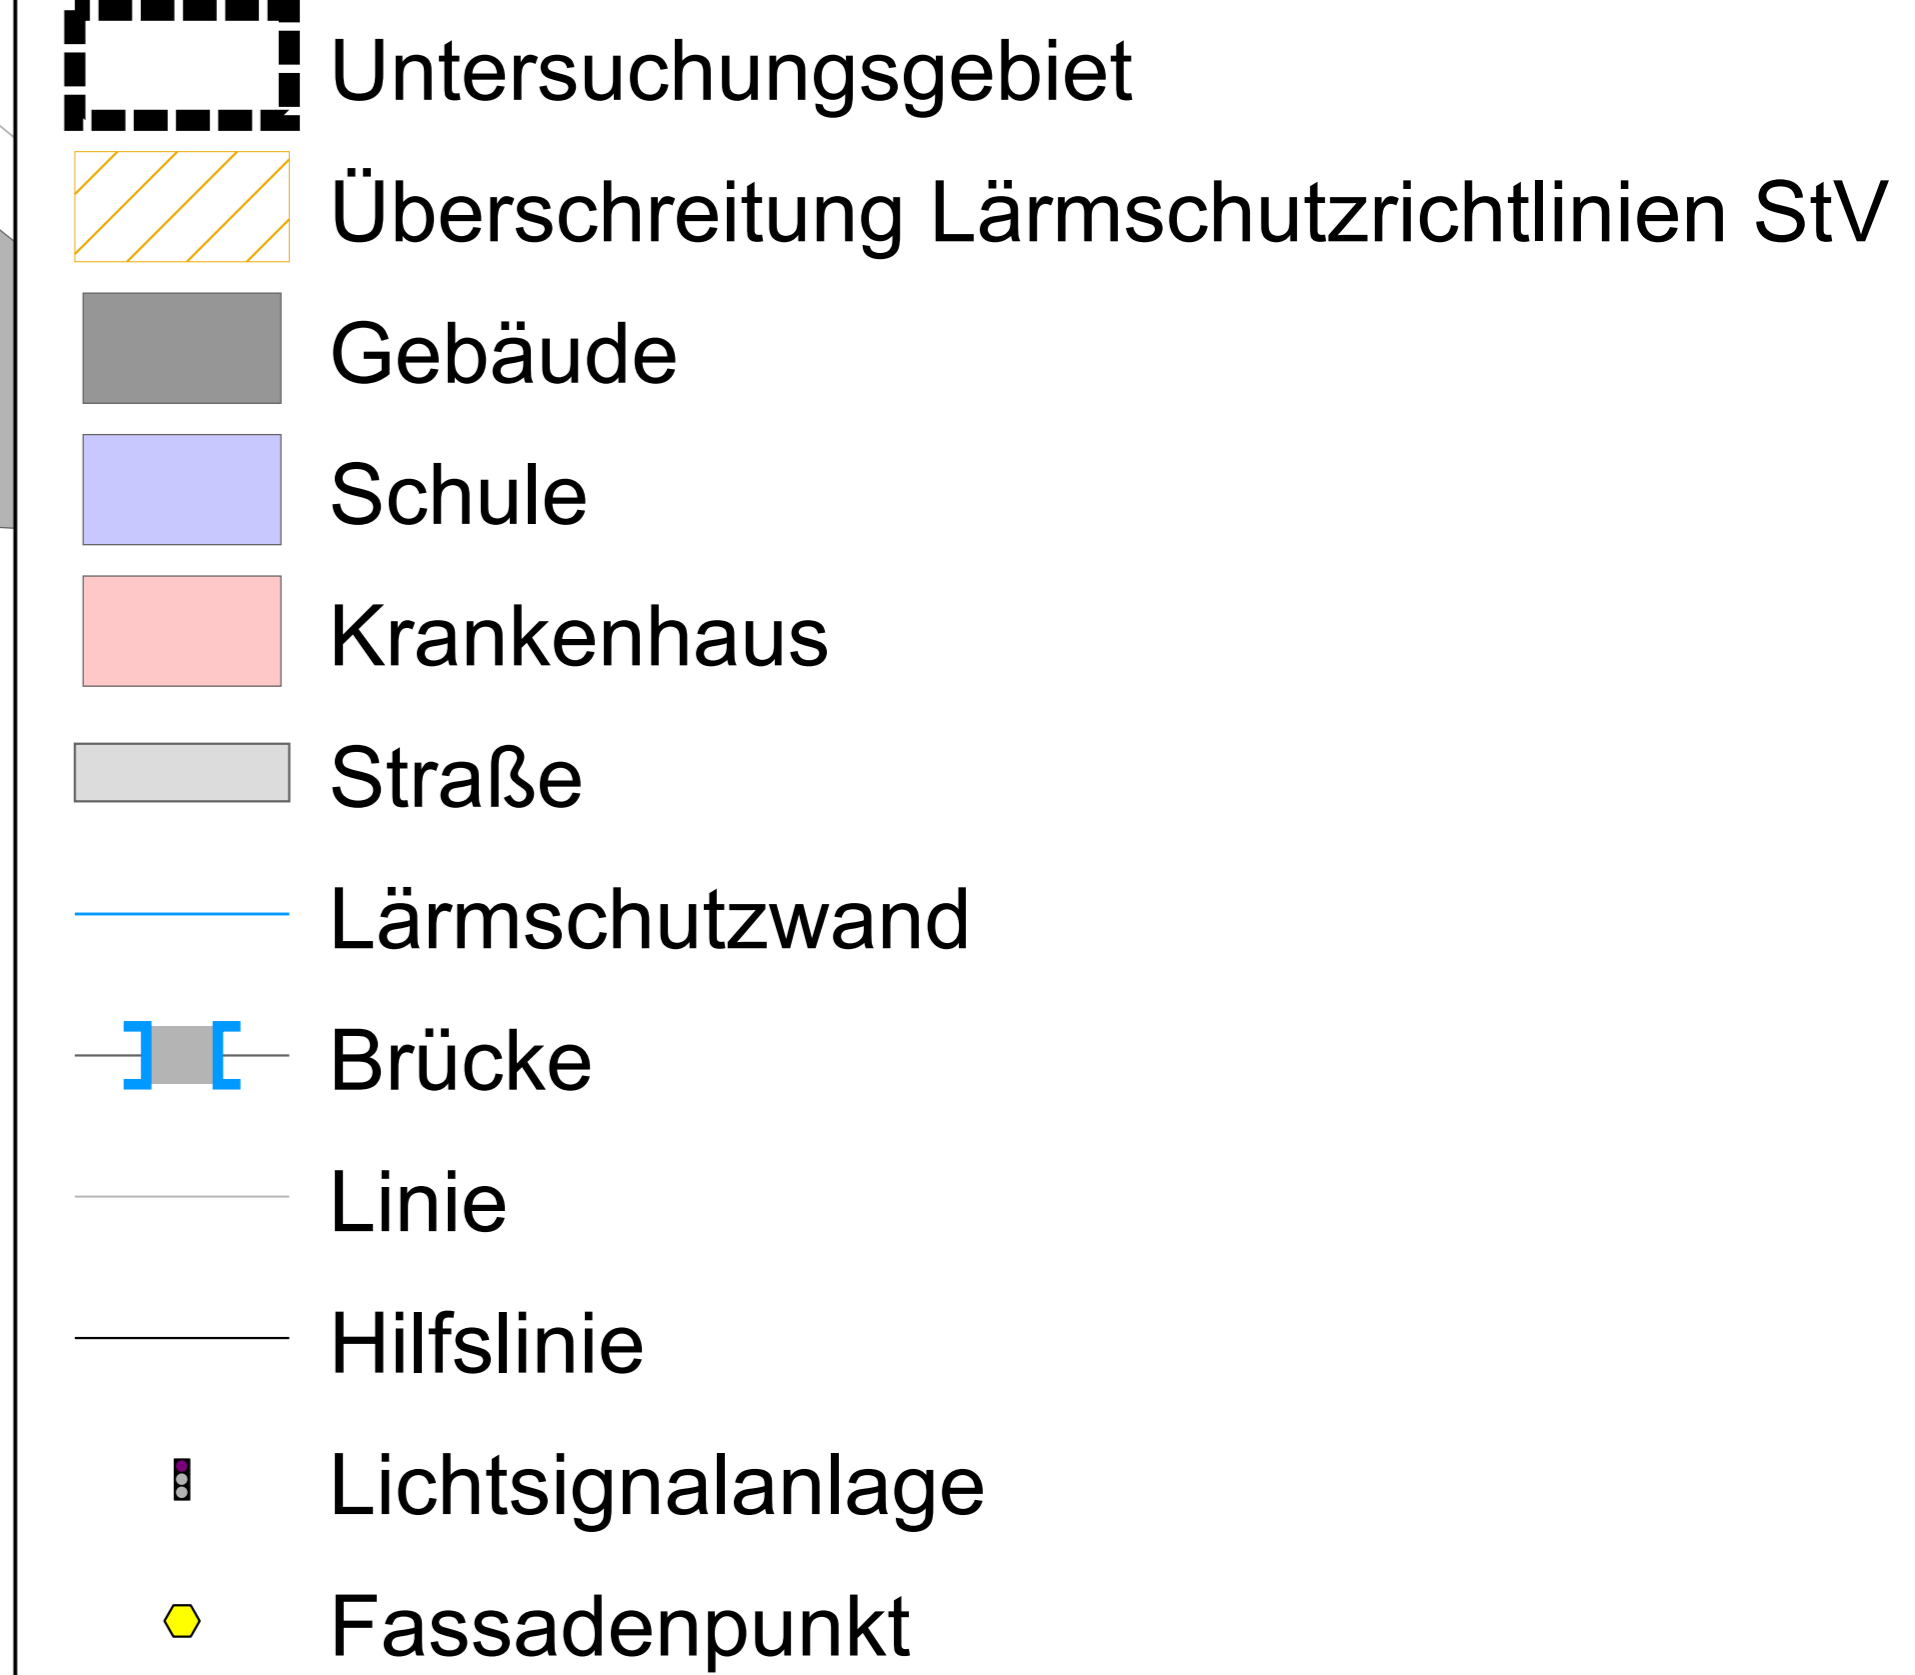 Untersuchungsgebiet
Überschreitung Lärmschutzrichtlinien StV
Gebäude
Schule
Krankenhaus
Straße
Lärmschutzwand
Brücke
Linie
Hilfslinie
Lichtsignalanlage
Fassadenpunkt